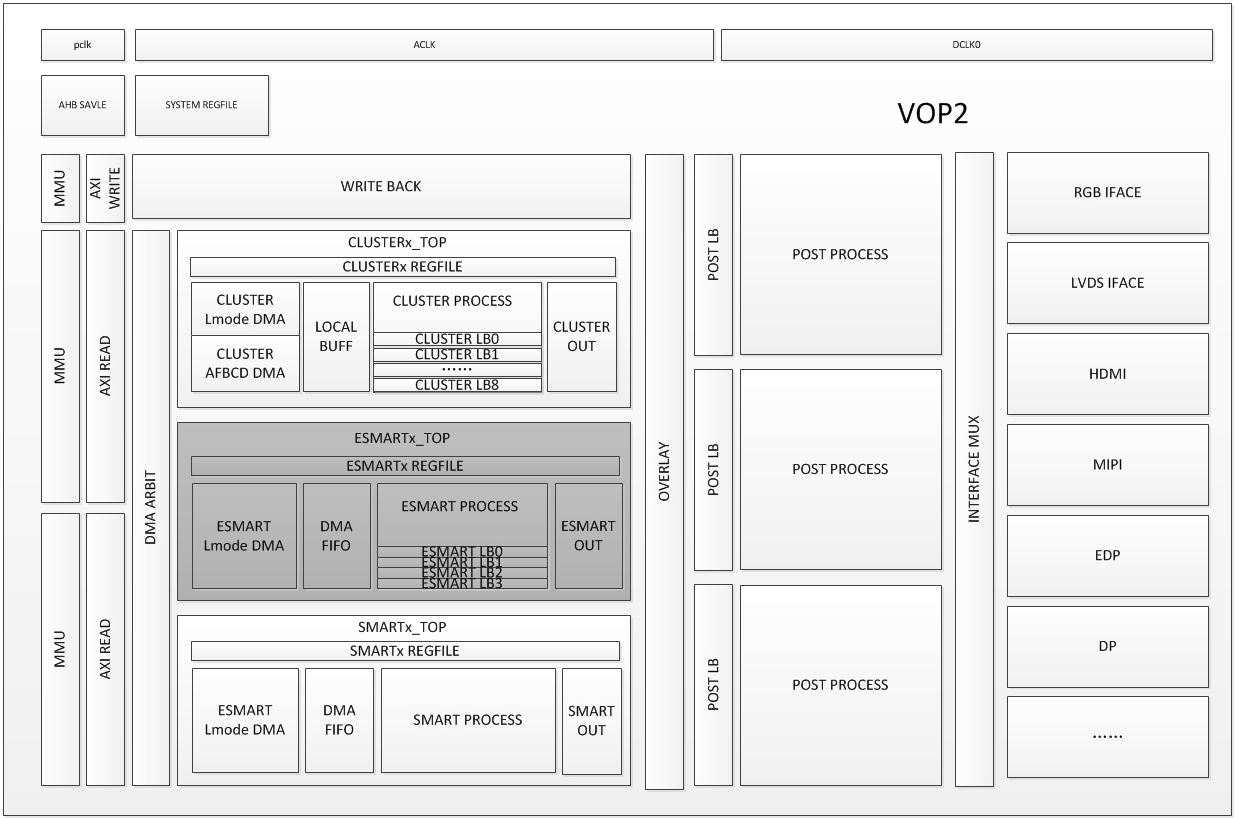 pclk
ACLK
DCLK0
AHB SAVLE
SYSTEM REGFILE
VOP2
MMU
AXI
WRITE
WRITE BACK
MMU
AXI READ
DMA ARBIT
CLUSTERx_TOP
CLUSTERx REGFILE
CLUSTER
Lmode DMA
CLUSTER
AFBCD DMA
LOCAL
BUFF
CLUSTER PROCESS
CLUSTER LB0
CLUSTER LB1
......
CLUSTER LB8
CLUSTER
OUT
ESMARTx_TOP
ESMARTx REGFILE
ESMART
Lmode DMA
DMA
FIFO
ESMART PROCESS
ESMART LB0
ESMART LB1
ESMART LB2
ESMART LB3
ESMART
OUT
MMU
AXI READ
SMARTx_TOP
SMARTx REGFILE
ESMART
Lmode DMA
DMA
FIFO
SMART PROCESS
SMART
OUT
OVERLAY
POST LB
POST PROCESS
POST LB
POST PROCESS
POST LB
POST PROCESS
INTERFACE MUX
RGB IFACE
LVDS IFACE
HDMI
MIPI
EDP
DP
......